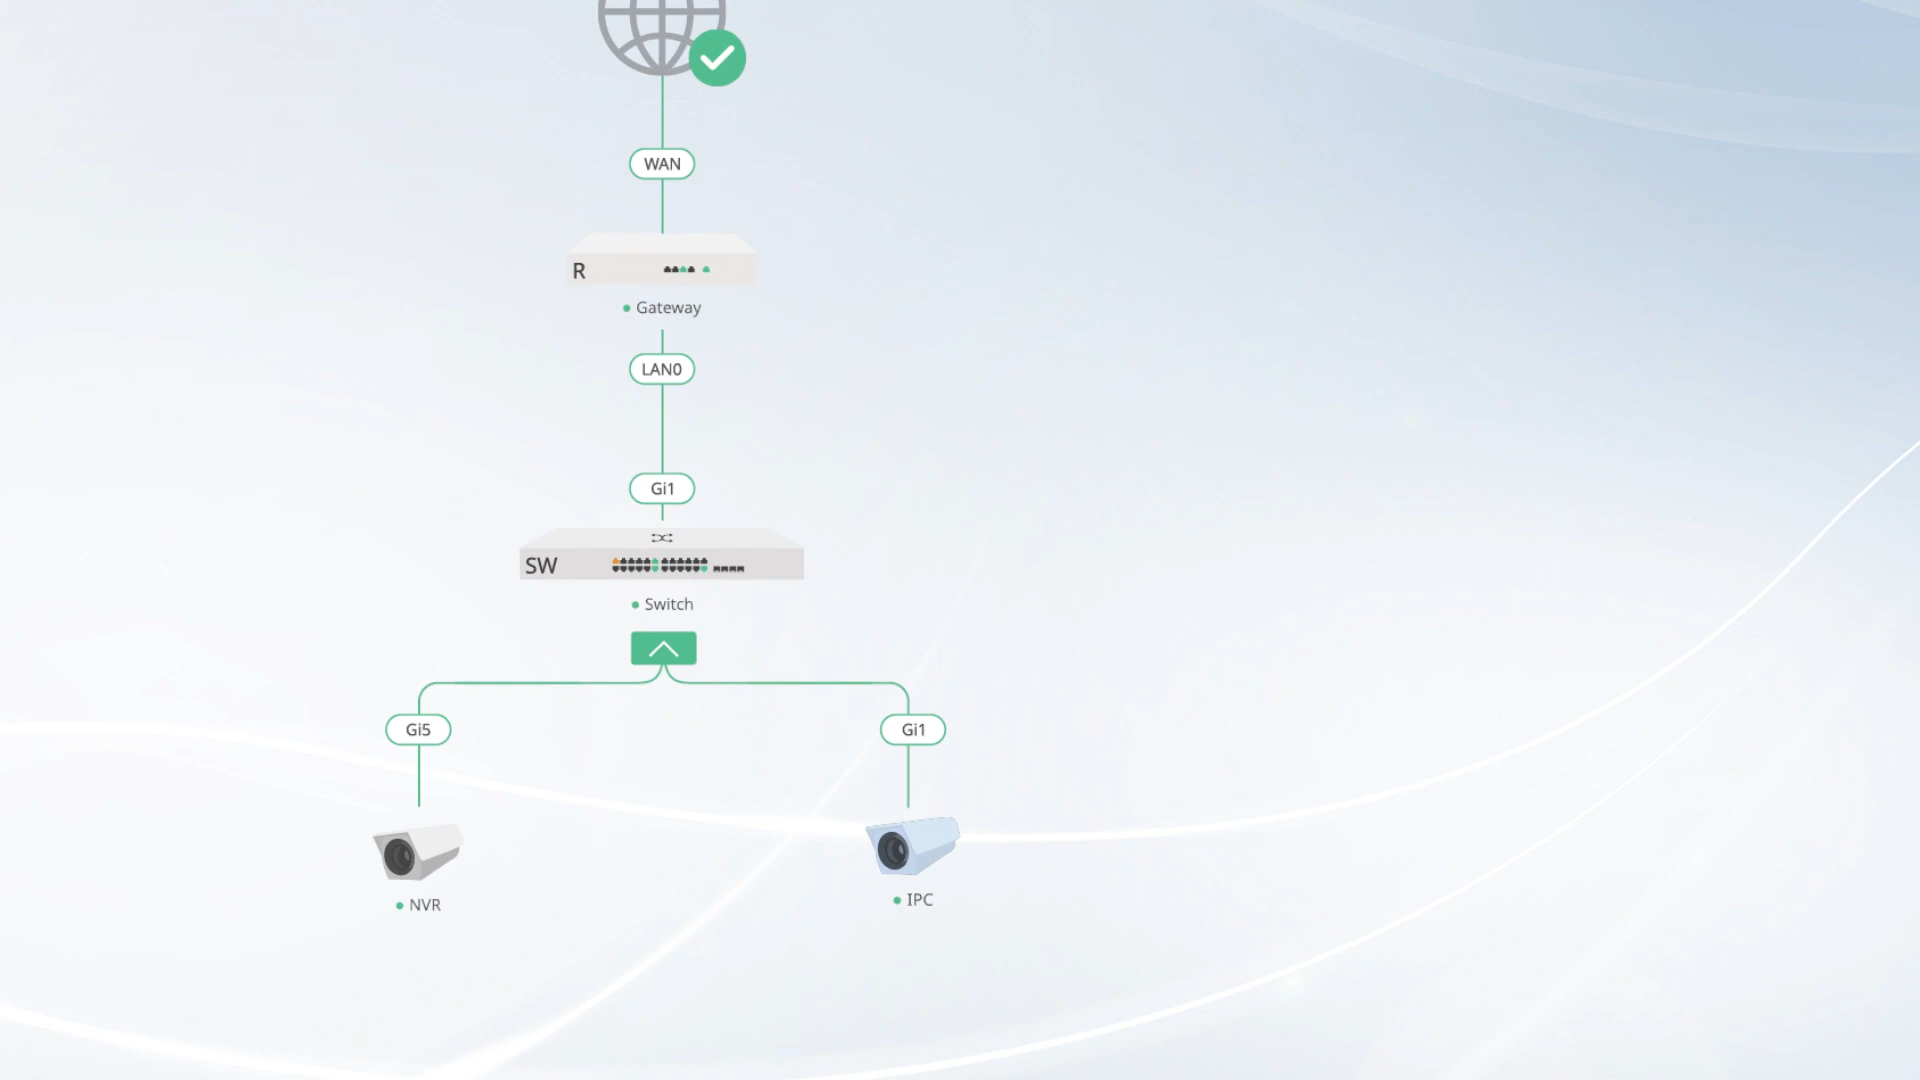 WAN
R
Gateway
LAN0
Gi1
SW
Switch
Gi5
Gi1
NVR
IPC